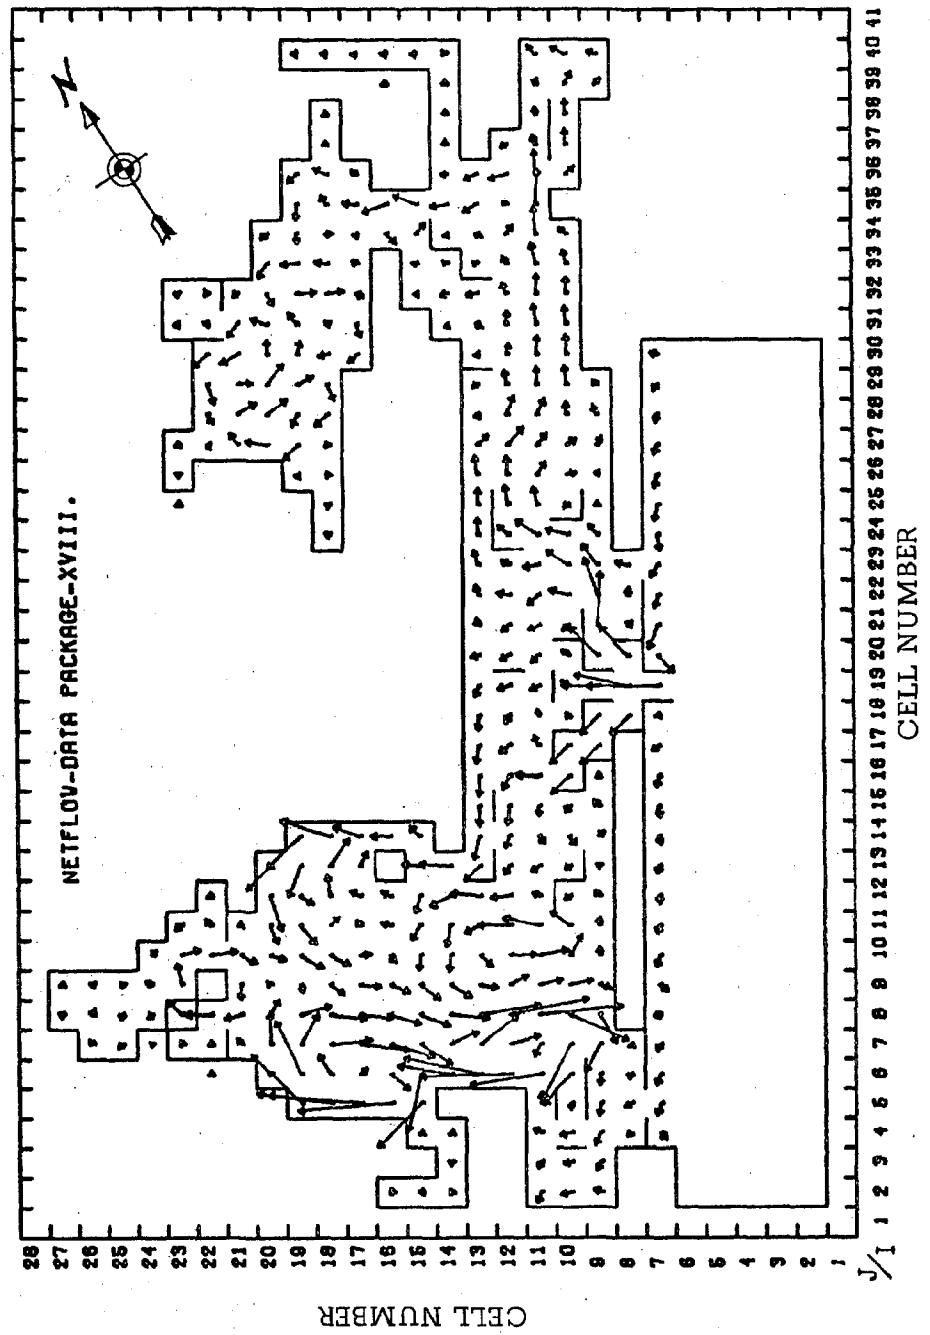 NETFLOW-DATA PACKAGE-XVIII.
N
28 27 26 25 24 23 22 21 20 19 18 17 16 15 14 13 12 11 10 9 8 7 6 5 4 3 2 1
J/I
1 2 3 4 5 6 7 8 9 10 11 12 13 14 15 16 17 18 19 20 21 22 23 24 25 26 27 28 29 30 31 32 33 34 35 36 37 38 39 40 41
CELL NUMBER
CELL NUMBER